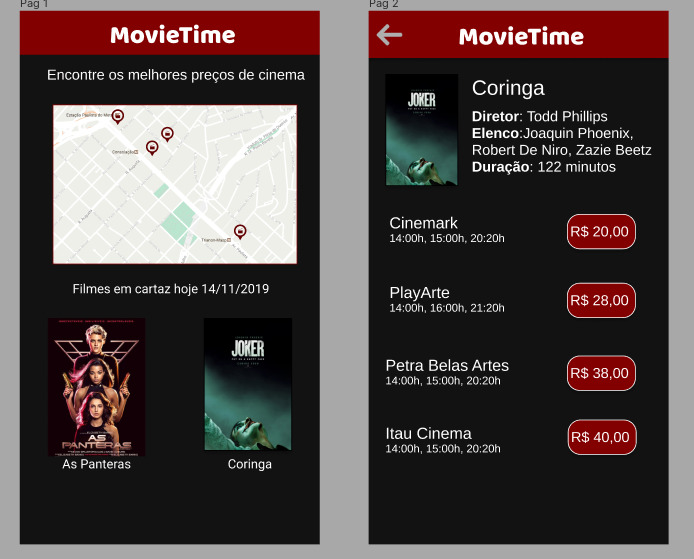 Pag 1
MovieTime
Encontre os melhores preços de cinema
Consolação
Trianon-Masp
R. Augusta
Filmes em cartaz hoje 14/11/2019
AS
PANTERAS
JOKER
As Panteras
Coringa
Pag 2
MovieTime
JOKER
Coringa
Diretor: Todd Phillips
Elenco:Joaquin Phoenix,
Robert De Niro, Zazie Beetz
Duração: 122 minutos
Cinemark
14:00h, 15:00h, 20:20h
R$ 20,00
PlayArte
14:00h, 16:00h, 21:20h
R$ 28,00
Petra Belas Artes
14:00h, 15:00h, 20:20h
R$ 38,00
Itau Cinema
14:00h, 15:00h, 20:20h
R$ 40,00